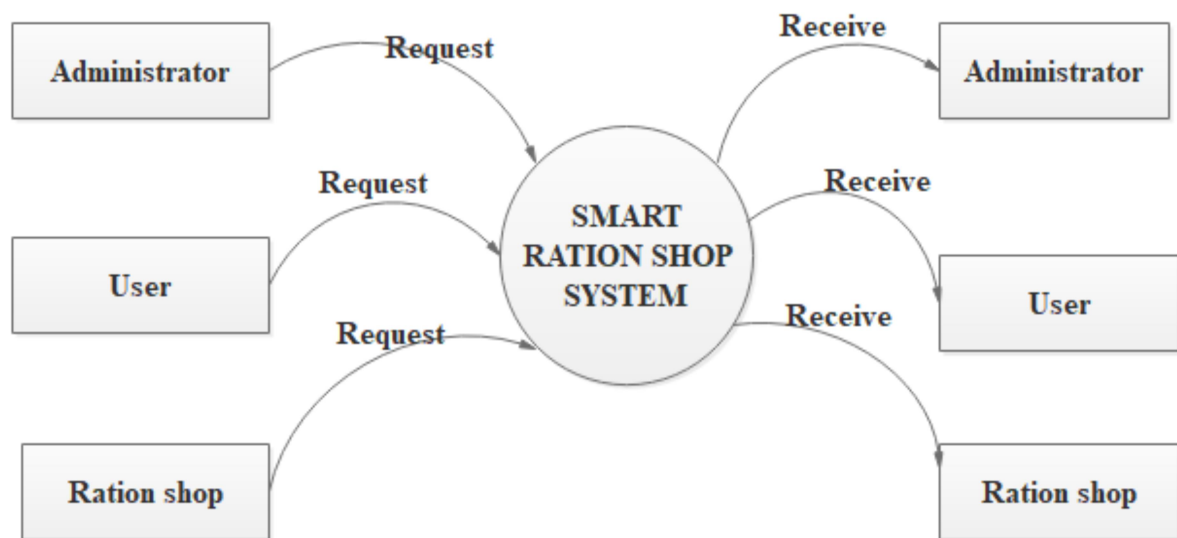 Administrator
Request
Receive
Administrator
Request
Receive
SMART
RATION SHOP
SYSTEM
User
User
Request
Receive
Ration shop
Ration shop